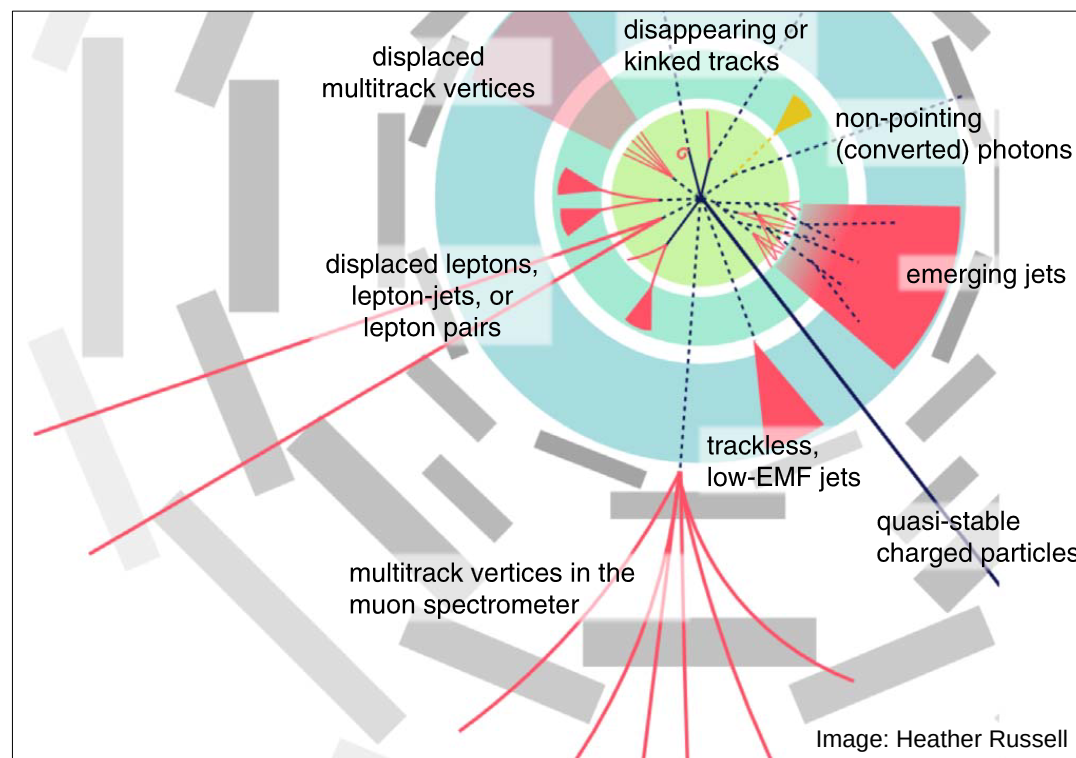 disappearing or
kinked tracks
displaced
multitrack vertices
non-pointing
(converted) photons
displaced leptons,
lepton-jets, or
lepton pairs
emerging jets
trackless,
low-EMF jets
quasi-stable
charged particles
multitrack vertices in the
muon spectrometer
Image: Heather Russell